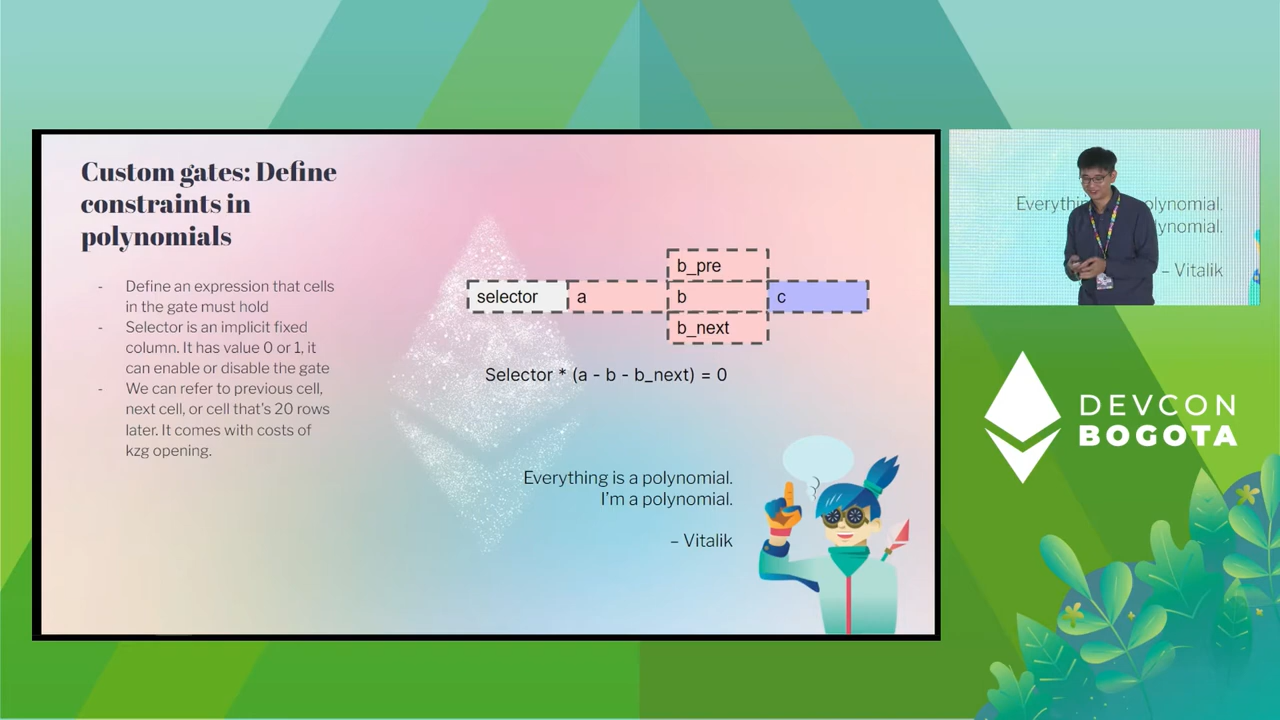 Custom gates: Define
constraints in
polynomials
- Define an expression that cells
in the gate must hold
- Selector is an implicit fixed
column. It has value 0 or 1, it
can enable or disable the gate
- We can refer to previous cell,
next cell, or cell that's 20 rows
later. It comes with costs of
kzg opening.
b_pre
selector a b c
b_next
Selector * (a - b - b_next) = 0
Everything is a polynomial.
I'm a polynomial.
– Vitalik
olynomial.
ynomial.
– Vitalik
DEVCON
BOGOTA